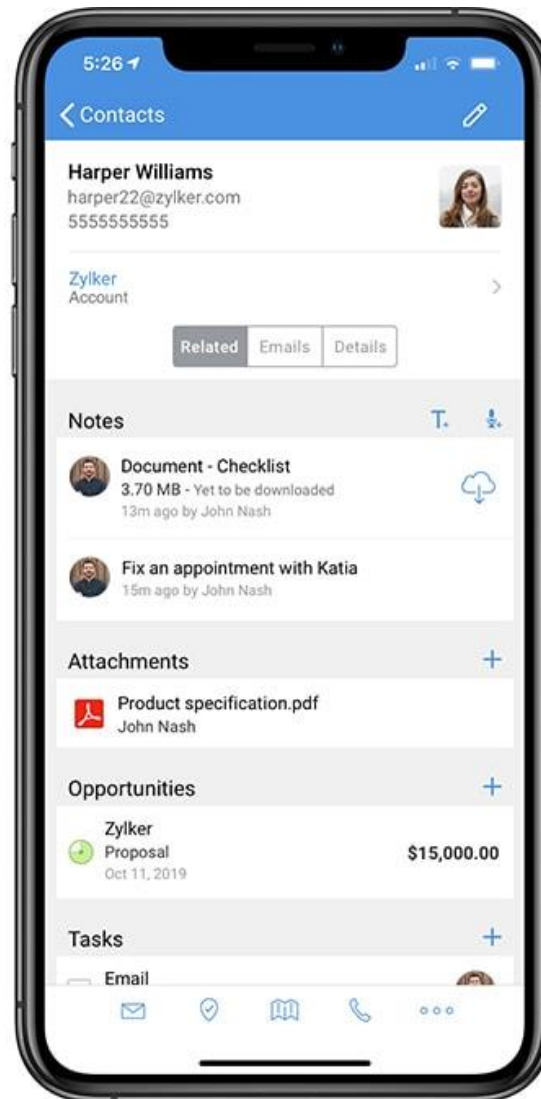 5:26
Contacts
Harper Williams
harper22@zylker.com
5555555555
Zylker
Account
Related Emails Details
Notes
Document - Checklist
3.70 MB - Yet to be downloaded
13m ago by John Nash
Fix an appointment with Katia
15m ago by John Nash
Attachments
Product specification.pdf
John Nash
Opportunities
Zylker
Proposal $15,000.00
Oct 11, 2019
Tasks
Email